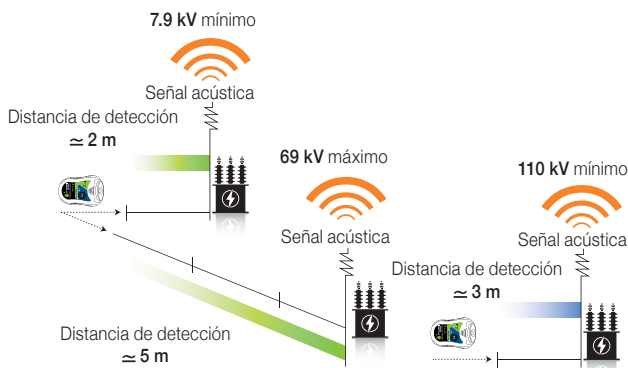 7.9 kV mínimo
Señal acústica
Distancia de detección
≃ 2 m
69 kV máximo
Señal acústica
Distancia de detección
≃ 5 m
110 kV mínimo
Señal acústica
Distancia de detección
≃ 3 m